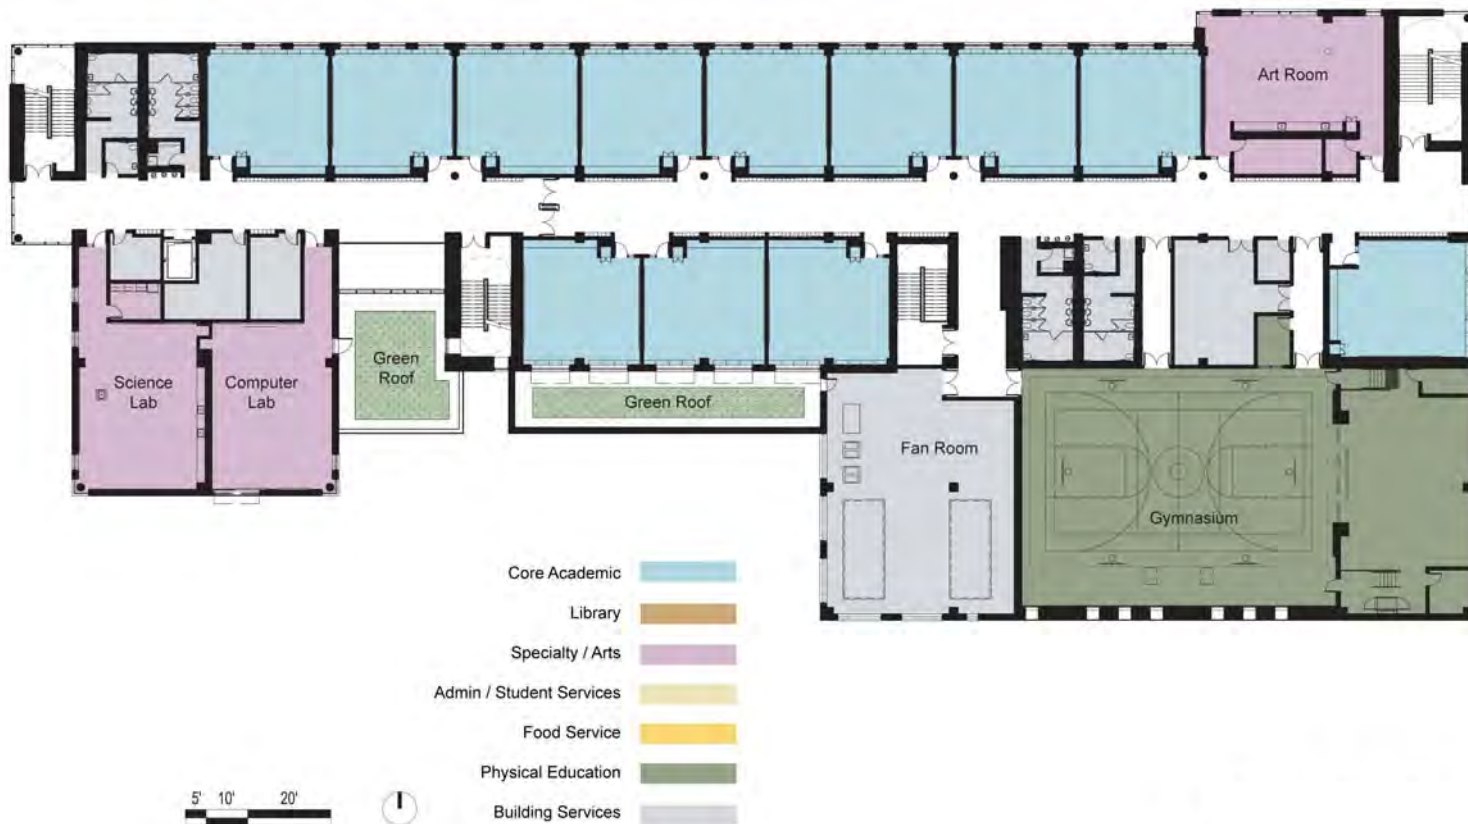 Art Room
Green
Roof
Science
Lab
Computer
Lab
Green Roof
Fan Room
Gymnasium
Core Academic
Library
Specialty / Arts
Admin / Student Services
Food Service
Physical Education
Building Services
5' 10' 20'